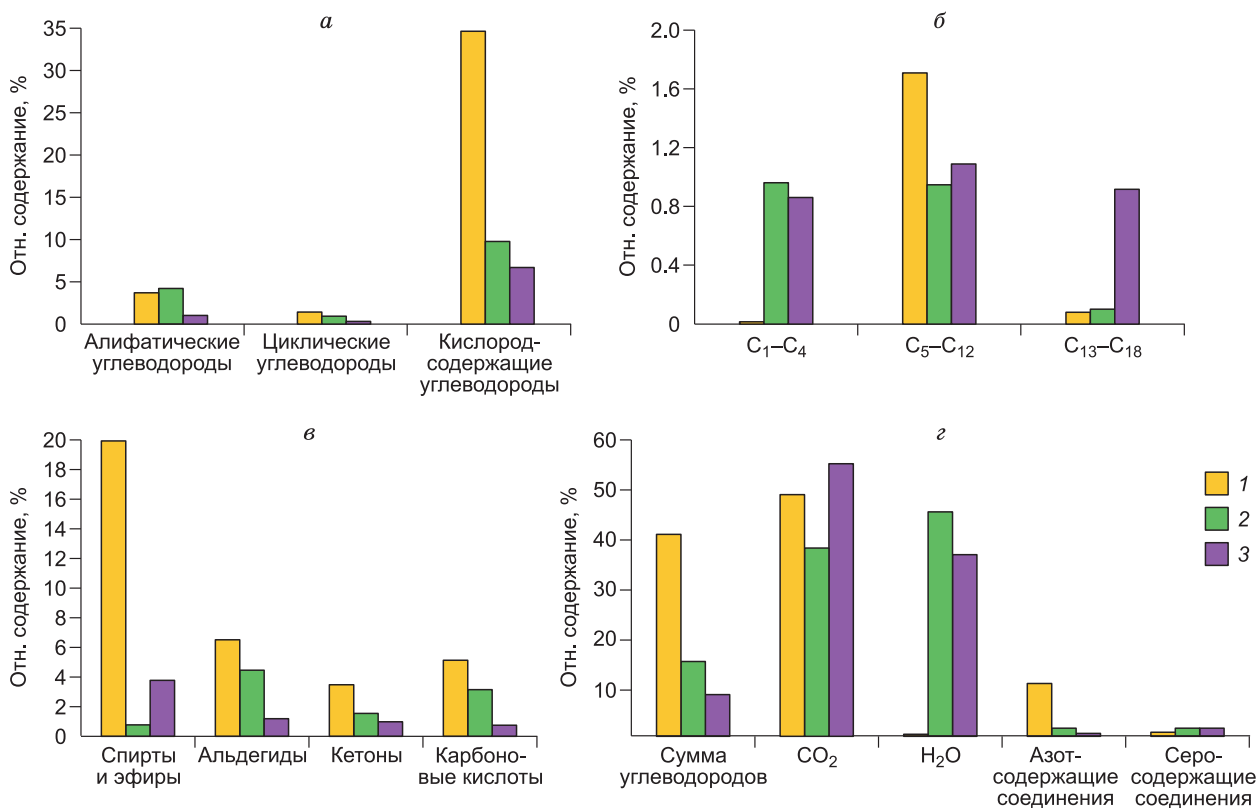 а
Отн. содержание, %
35
30
25
20
15
10
5
0
Алифатические
углеводороды
Циклические
углеводороды
Кислород-
содержащие
углеводороды
б
Отн. содержание, %
2.0
1.6
1.2
0.8
0.4
0
C₁–C₄
C₅–C₁₂
C₁₃–C₁₈
в
Отн. содержание, %
20
18
16
14
12
10
8
6
4
2
0
Спирты
и эфиры
Альдегиды
Кетоны
Карбоно-
вые кислоты
г
Отн. содержание, %
60
50
40
30
20
10
Сумма
углеводородов
CO₂
H₂O
Азот-
содержащие
соединения
Серо-
содержащие
соединения
1
2
3